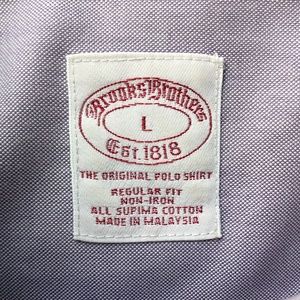 Brooks Brothers
L
Est. 1818
THE ORIGINAL POLO SHIRT
REGULAR FIT
NON-IRON
ALL SUPIMA COTTON
MADE IN MALAYSIA